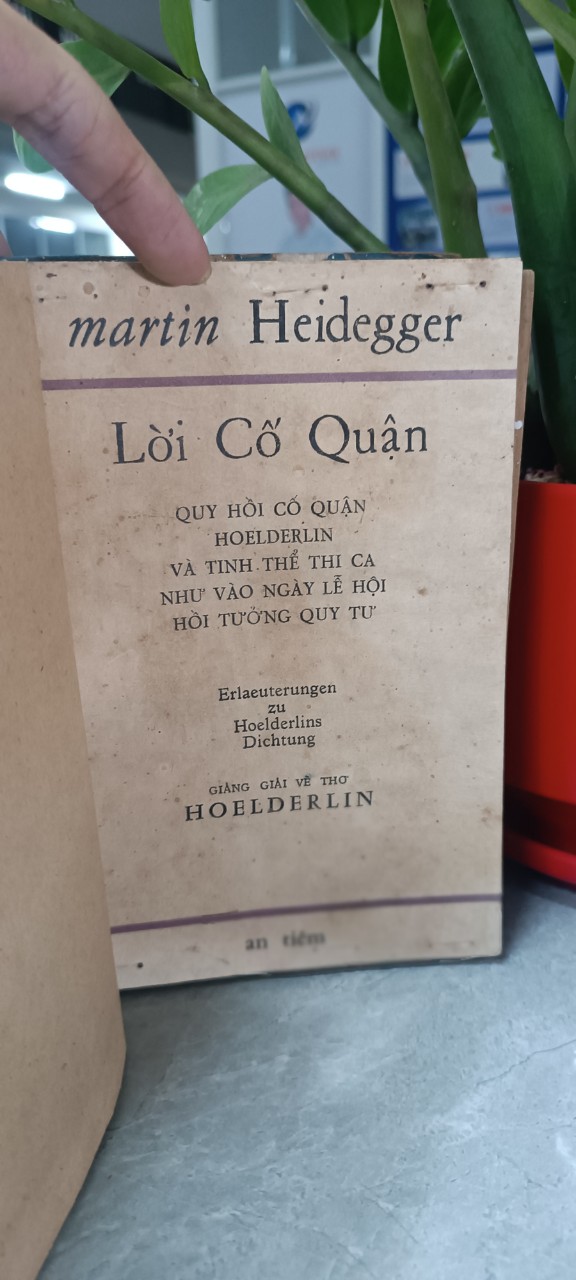 martin Heidegger
Lời Cố Quận
QUY HỒI CỐ QUẬN
HOELDERLIN
VÀ TINH THỂ THI CA
NHƯ VÀO NGÀY LỄ HỘI
HỒI TƯỞNG QUY TƯ
Erlaeuterungen
zu
Hoelderlins
Dichtung
GIẢNG GIẢI VỀ THƠ
HOELDERLIN
an tiêm